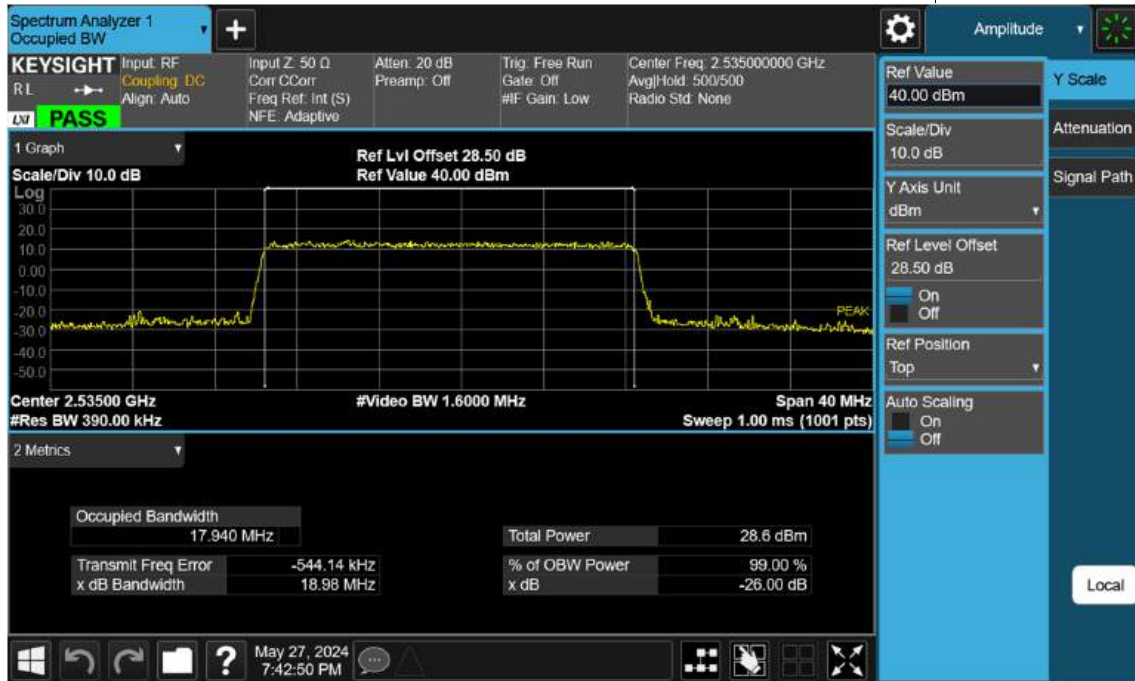 Spectrum Analyzer 1
Occupied BW
Amplitude
KEYSIGHT
R L
LXI
PASS
Input: RF
Coupling: DC
Align: Auto
Input Z: 50 Ω
Corr CCorr
Freq Ref: Int (S)
NFE: Adaptive
Atten: 20 dB
Preamp: Off
Trig: Free Run
Gate: Off
#IF Gain: Low
Center Freq: 2.535000000 GHz
Avg|Hold: 500/500
Radio Std: None
1 Graph
Scale/Div 10.0 dB
Ref Lvl Offset 28.50 dB
Ref Value 40.00 dBm
Log
30.0
20.0
10.0
0.00
-10.0
-20.0
-30.0
-40.0
-50.0
PEAK
Center 2.53500 GHz
#Video BW 1.6000 MHz
Span 40 MHz
#Res BW 390.00 kHz
Sweep 1.00 ms (1001 pts)
2 Metrics
Occupied Bandwidth
17.940 MHz
Total Power 28.6 dBm
Transmit Freq Error -544.14 kHz
% of OBW Power 99.00 %
x dB Bandwidth 18.98 MHz
x dB -26.00 dB
Ref Value
40.00 dBm
Scale/Div
10.0 dB
Y Axis Unit
dBm
Ref Level Offset
28.50 dB
On
Off
Ref Position
Top
Auto Scaling
On
Off
Y Scale
Attenuation
Signal Path
Local
?
May 27, 2024
7:42:50 PM